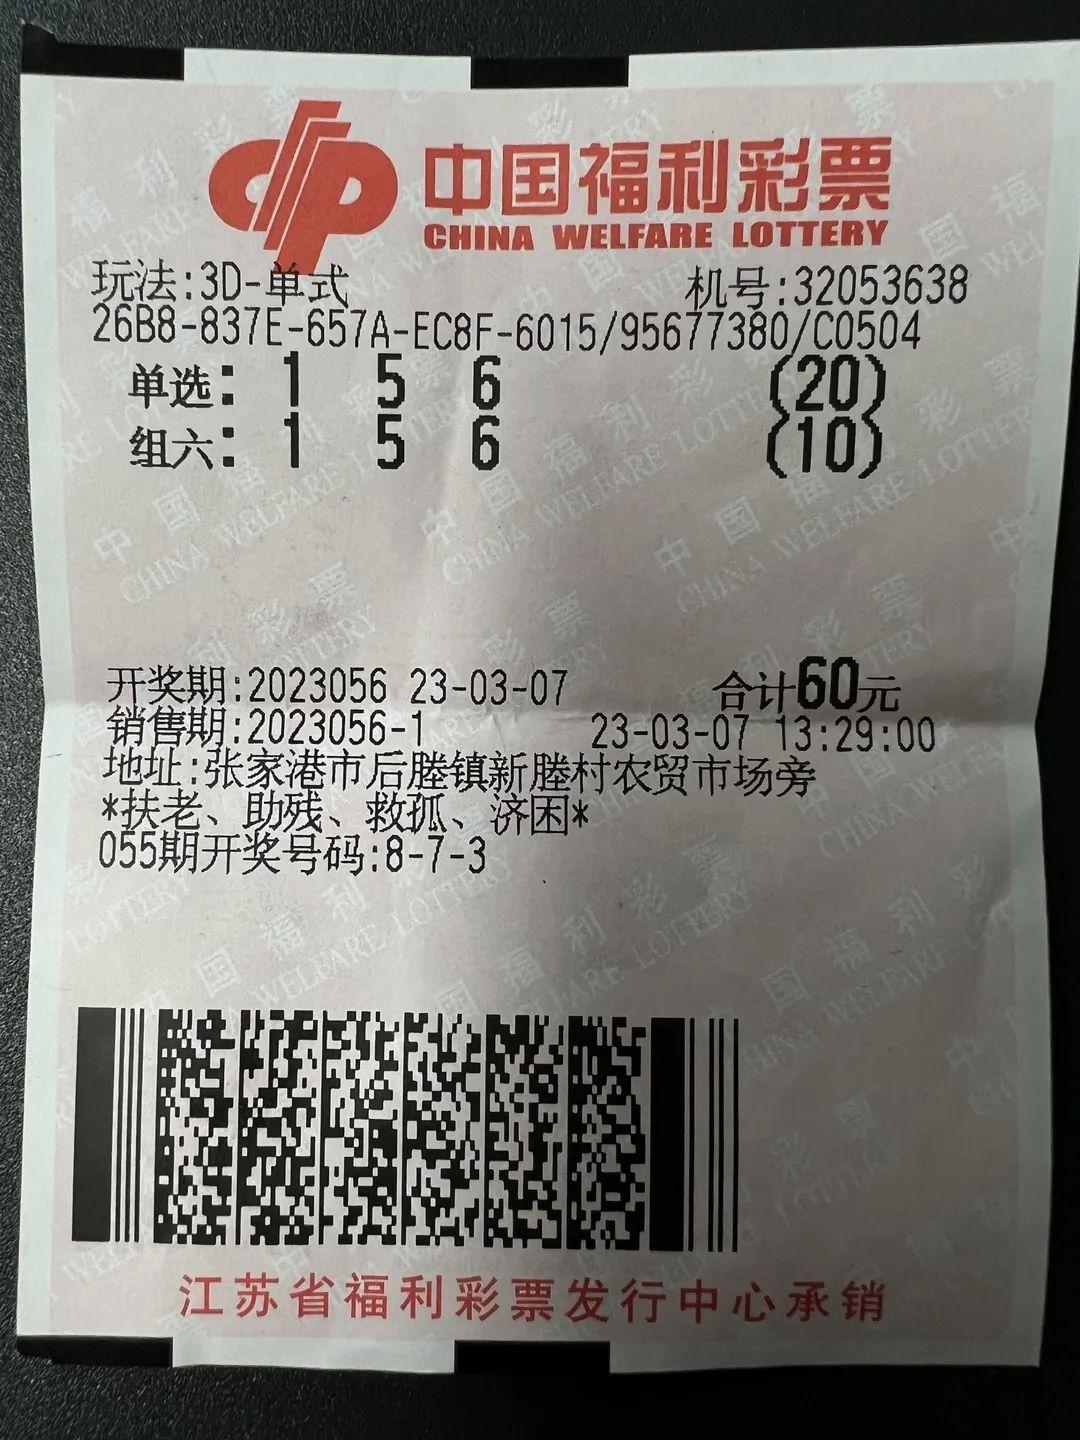 中国福利彩票
CHINA WELFARE LOTTERY
玩法:3D-单式 机号:32053638
26B8-837E-657A-EC8F-6015/95677380/C0504
单选: 1 5 6 (20)
组六: 1 5 6 (10)
开奖期:2023056 23-03-07 合计60元
销售期:2023056-1 23-03-07 13:29:00
地址:张家港市后塍镇新塍村农贸市场旁
*扶老、助残、救孤、济困*
055期开奖号码:8-7-3
江苏省福利彩票发行中心承销